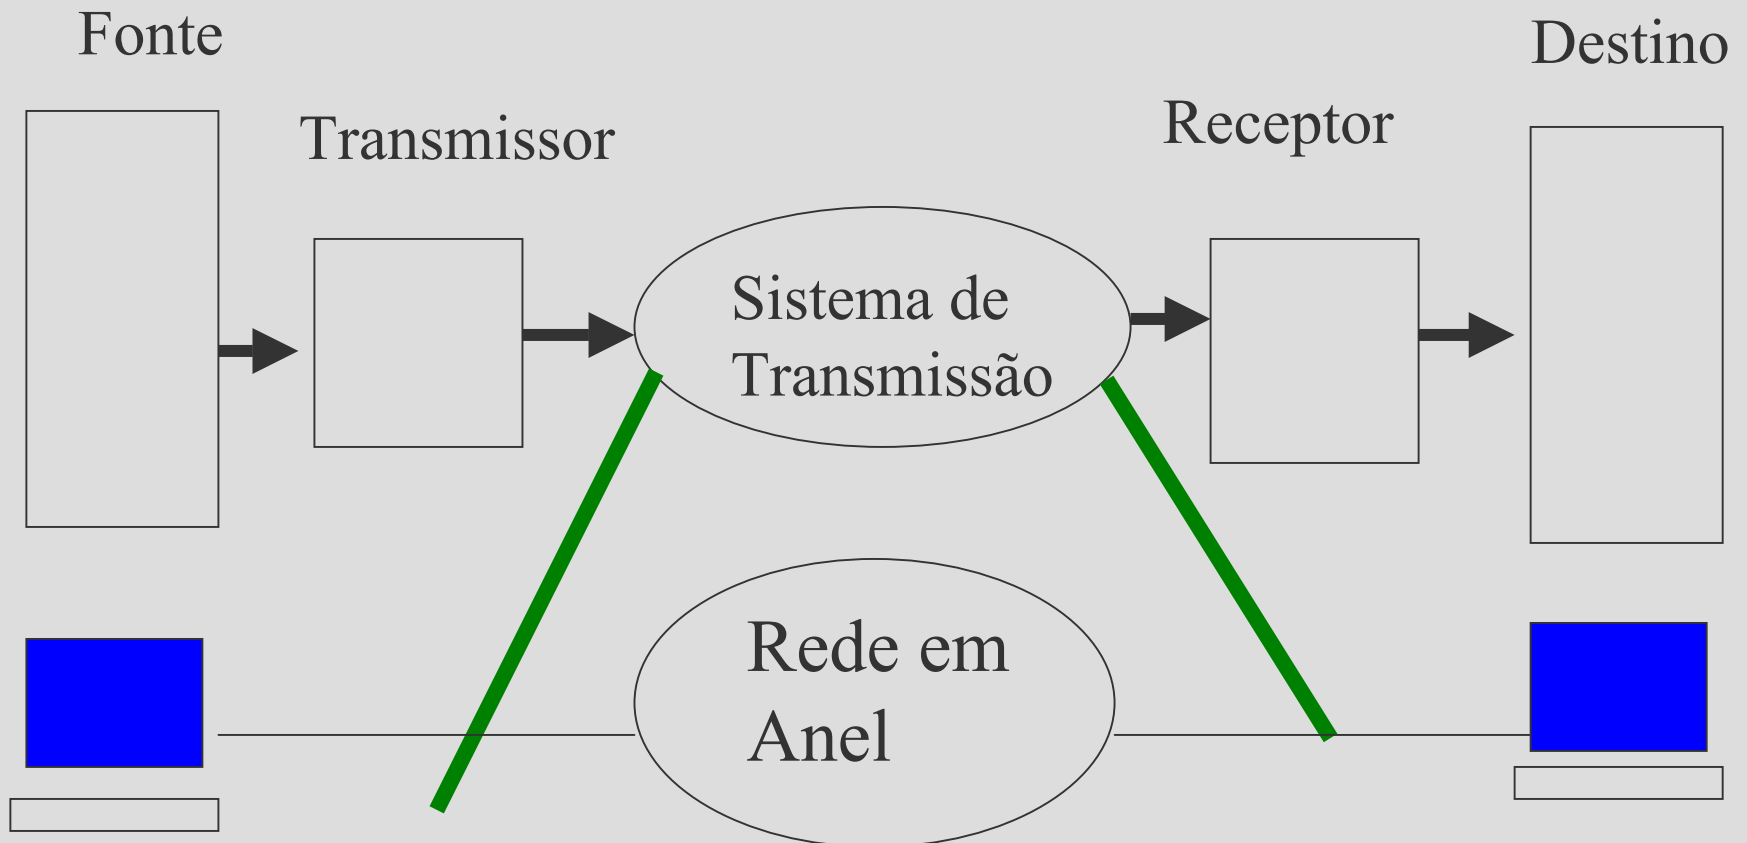 Fonte
Destino
Transmissor
Receptor
Sistema de
Transmissão
Rede em
Anel